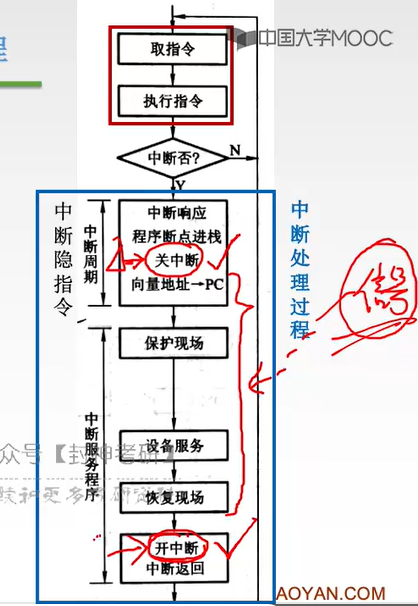 程
中国大学MOOC
取指令
执行指令
中断否?
N
Y
中断隐指令
中断周期
中断响应
程序断点进栈
关中断
向量地址→PC
中断处理过程
保护现场
中断服务程序
设备服务
恢复现场
开中断
中断返回
众号【封神考研】
AOYAN.COM